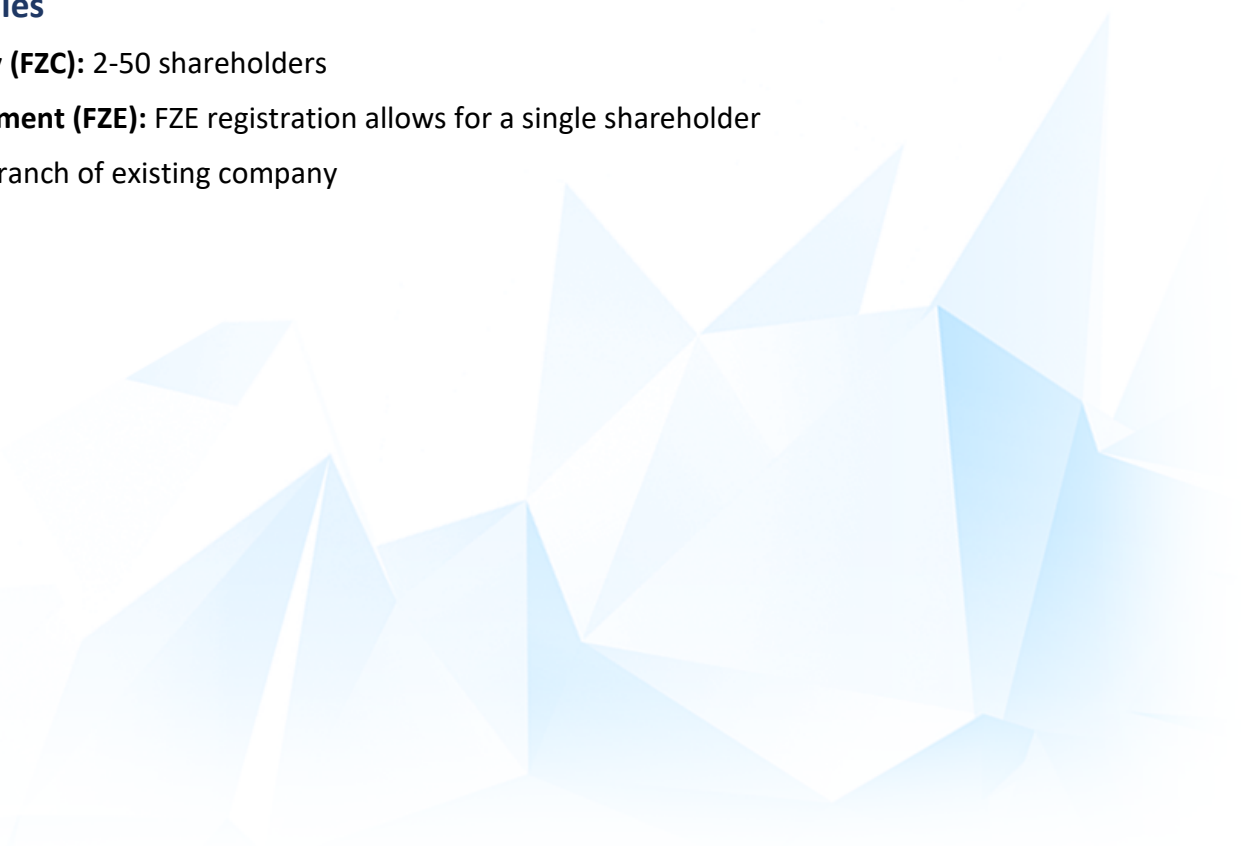 ies
y (FZC): 2-50 shareholders
ment (FZE): FZE registration allows for a single shareholder
ranch of existing company